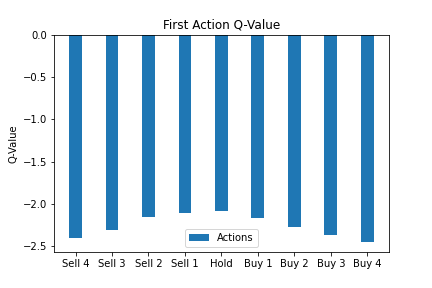 First Action Q-Value
Q-Value
0.0
−0.5
−1.0
−1.5
−2.0
−2.5
Actions
Sell 4 Sell 3 Sell 2 Sell 1 Hold Buy 1 Buy 2 Buy 3 Buy 4